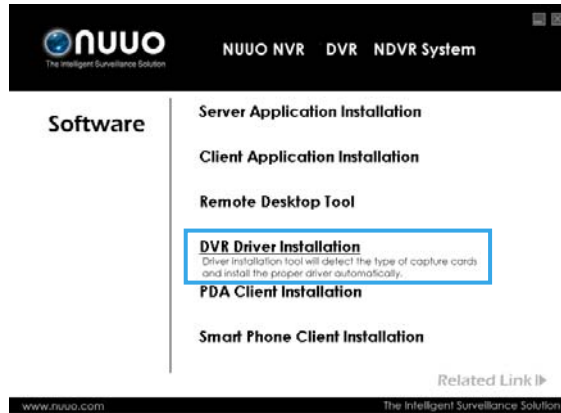 nuuo
The Intelligent Surveillance Solution
NUUO NVR DVR NDVR System
Software
Server Application Installation
Client Application Installation
Remote Desktop Tool
DVR Driver Installation
Driver installation tool will detect the type of capture cards
and install the proper driver automatically.
PDA Client Installation
Smart Phone Client Installation
Related Link
www.nuuo.com
The Intelligent Surveillance Solution